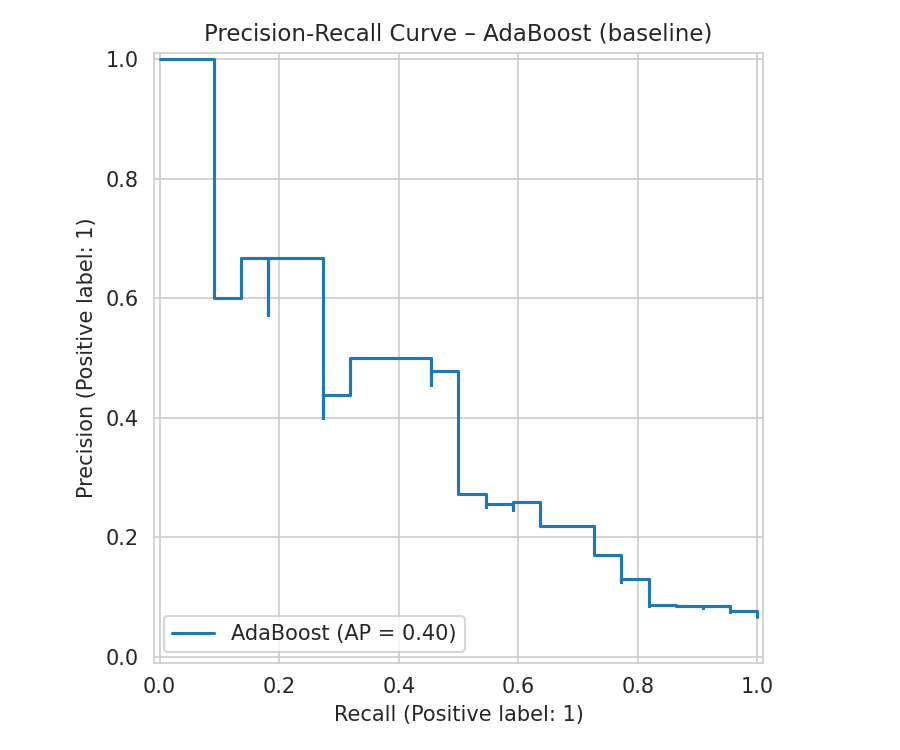 Precision-Recall Curve – AdaBoost (baseline)
Precision (Positive label: 1)
1.0
0.8
0.6
0.4
0.2
0.0
AdaBoost (AP = 0.40)
0.0 0.2 0.4 0.6 0.8 1.0
Recall (Positive label: 1)